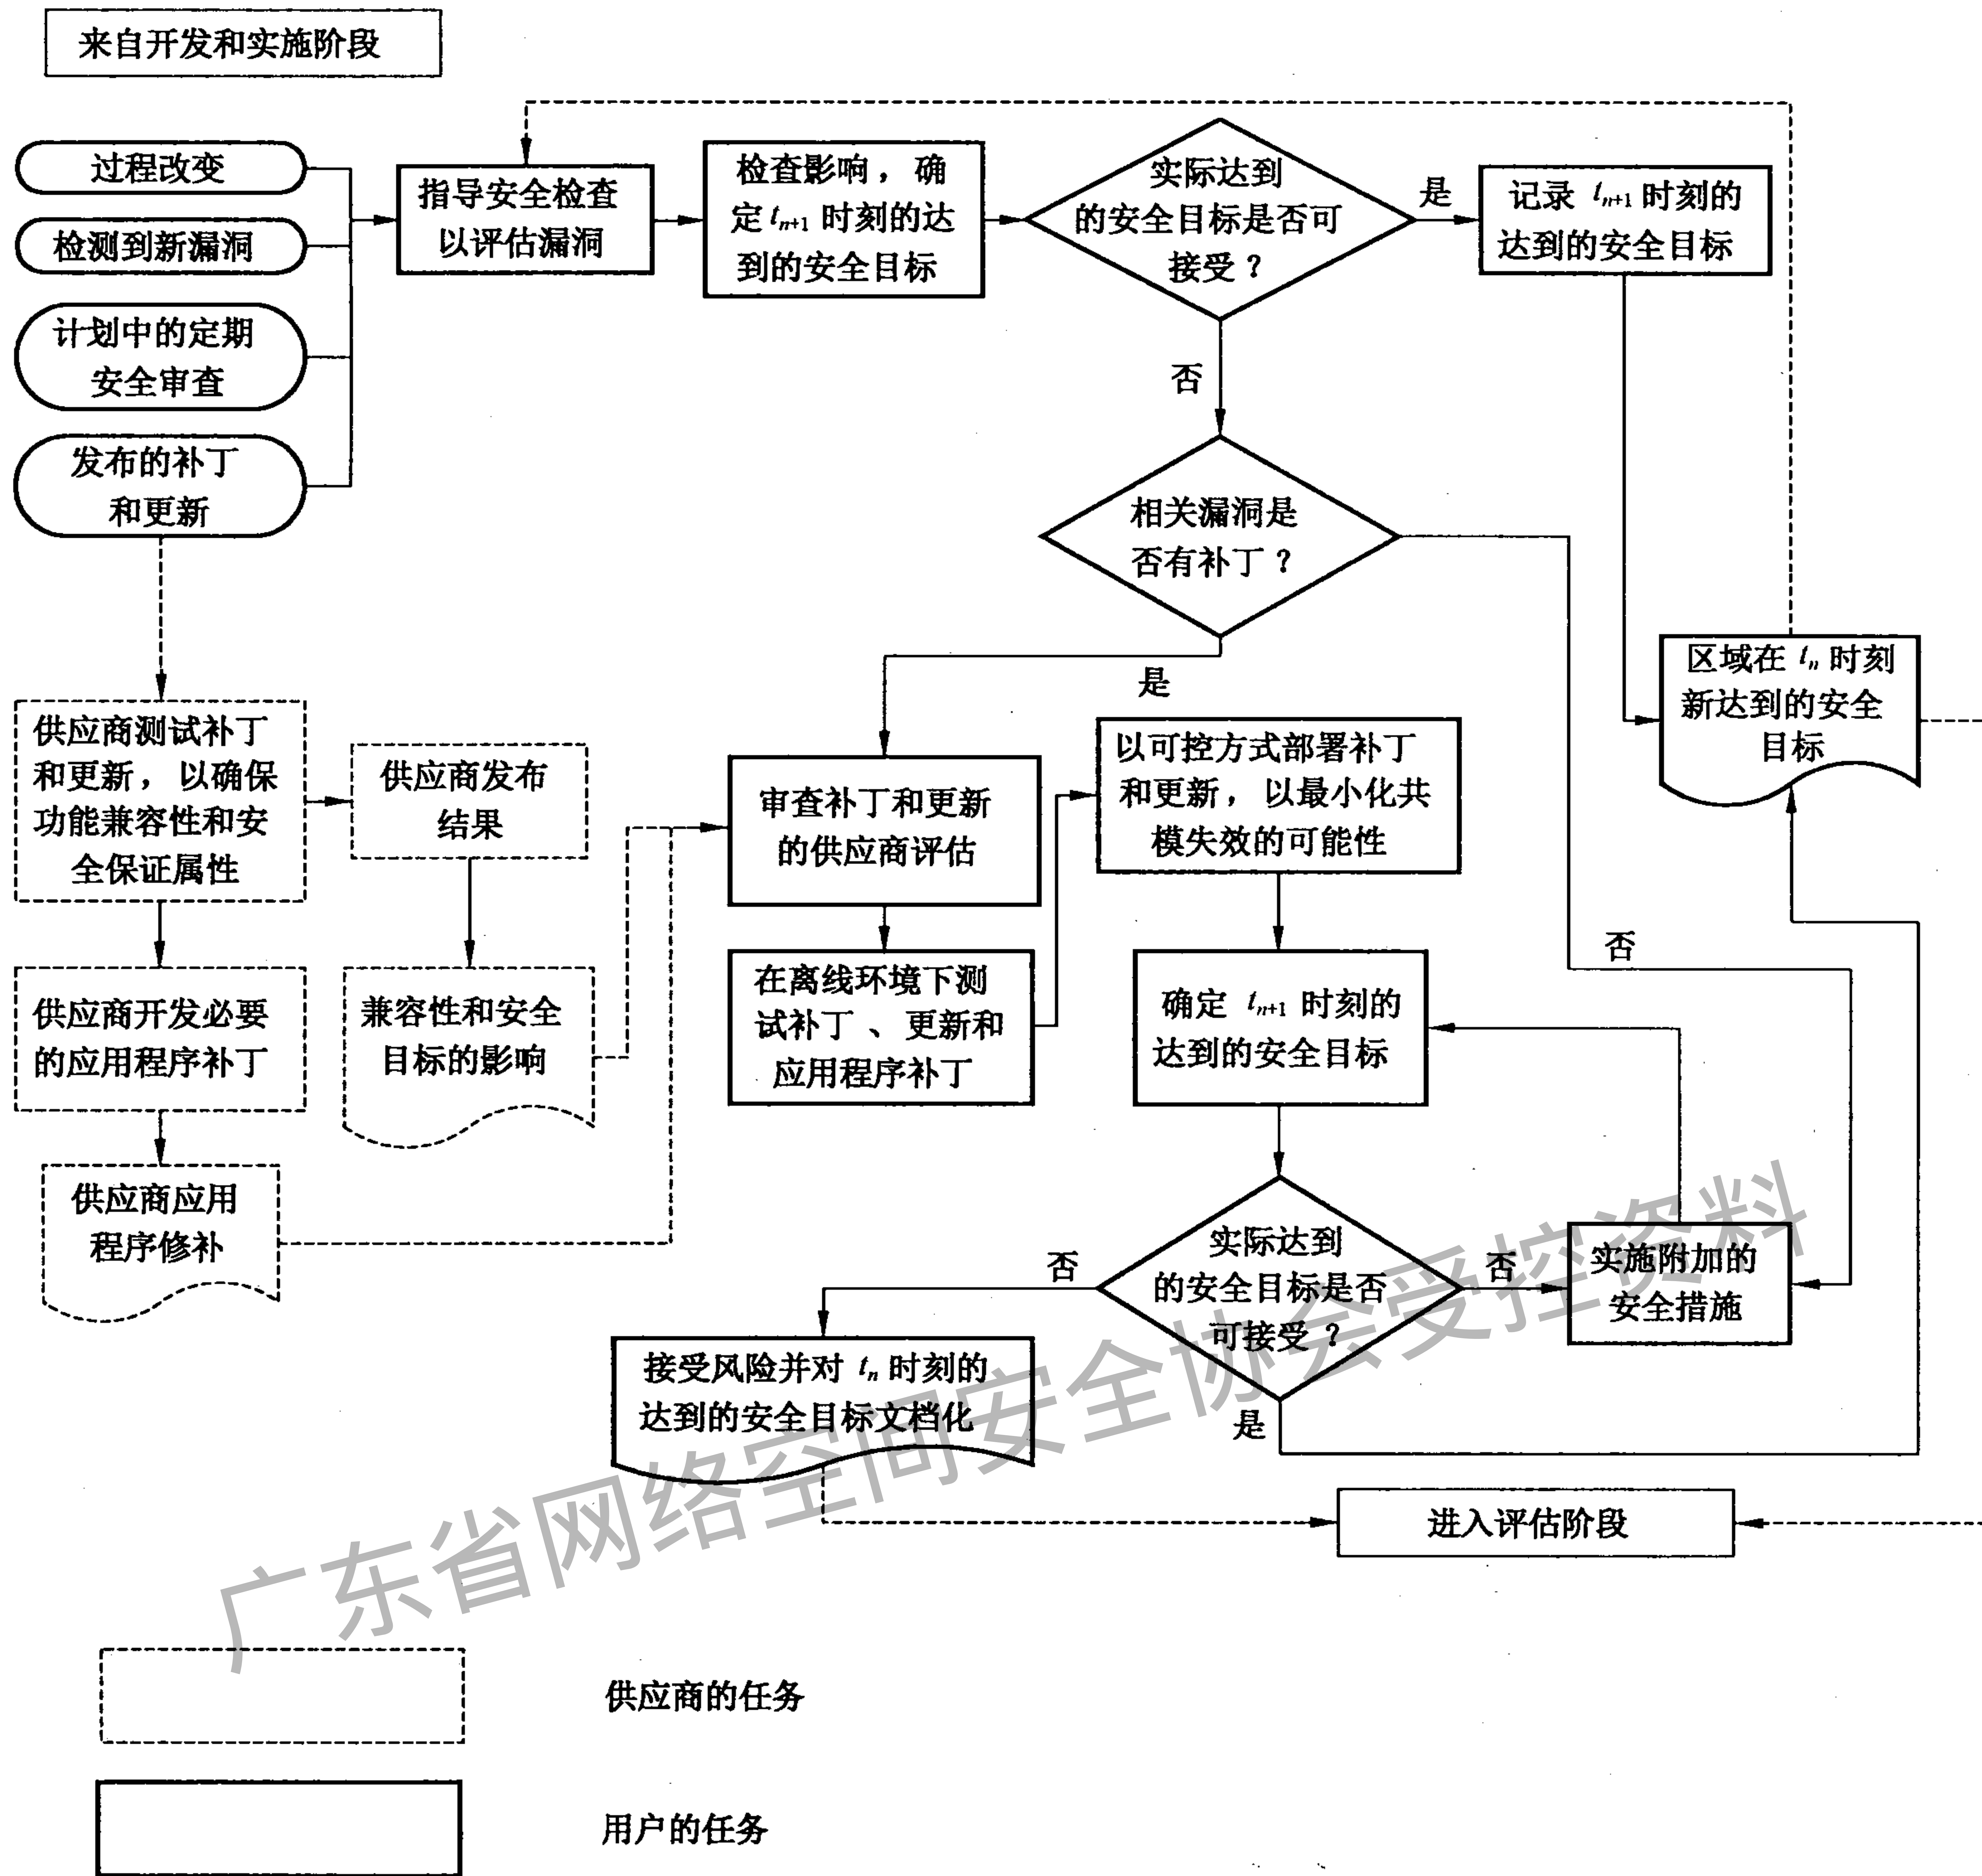 来自开发和实施阶段
过程改变
检测到新漏洞
计划中的定期
安全审查
发布的补丁
和更新
指导安全检查
以评估漏洞
检查影响，确
定 tn+1 时刻的达
到的安全目标
实际达到
的安全目标是否可
接受？
是
记录 tn+1 时刻的
达到的安全目标
否
相关漏洞是
否有补丁？
是
否
区域在 tn 时刻
新达到的安全
目标
供应商测试补丁
和更新，以确保
功能兼容性和安
全保证属性
供应商发布
结果
审查补丁和更新
的供应商评估
以可控方式部署补丁
和更新，以最小化共
模失效的可能性
供应商开发必要
的应用程序补丁
兼容性和安全
目标的影响
在离线环境下测
试补丁、更新和
应用程序补丁
确定 tn+1 时刻的
达到的安全目标
供应商应用
程序修补
否
实际达到
的安全目标是否
可接受？
否
实施附加的
安全措施
是
接受风险并对 tn 时刻的
达到的安全目标文档化
进入评估阶段
供应商的任务
用户的任务
广东省网络空间安全协会受控资料